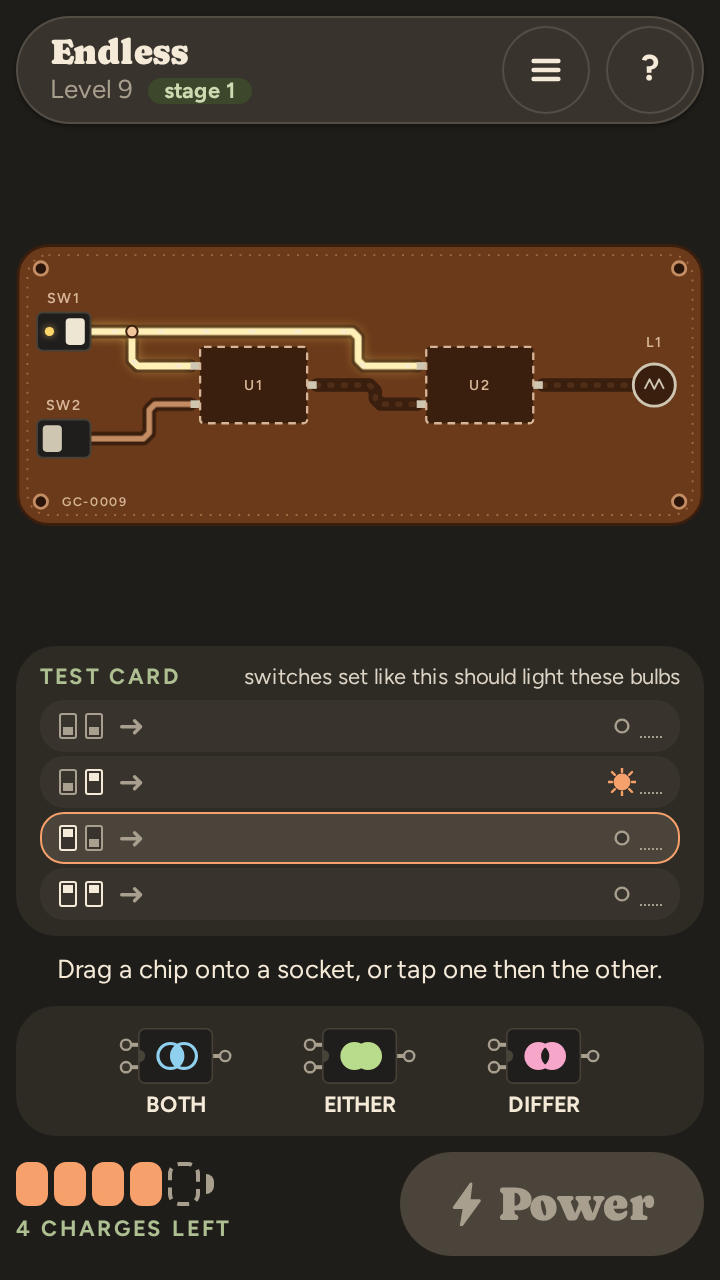 Endless
Level 9 stage 1
?
SW1
L1
U1 U2
SW2
GC-0009
TEST CARD switches set like this should light these bulbs
Drag a chip onto a socket, or tap one then the other.
BOTH EITHER DIFFER
4 CHARGES LEFT
Power